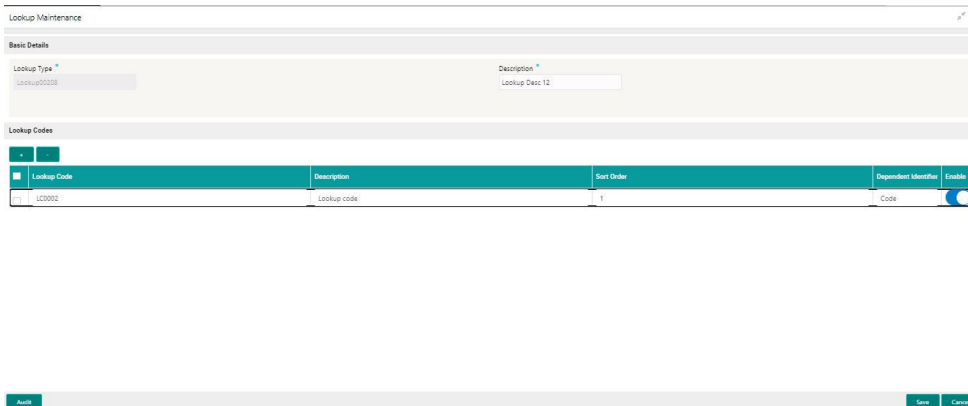 Lookup Maintenance
Basic Details
Lookup Type * Description *
Lookup00208 Lookup Desc 12
Lookup Codes
+ -
Lookup Code Description Sort Order Dependent Identifier Enable
LC0002 Lookup code 1 Code
Audit Save Cance